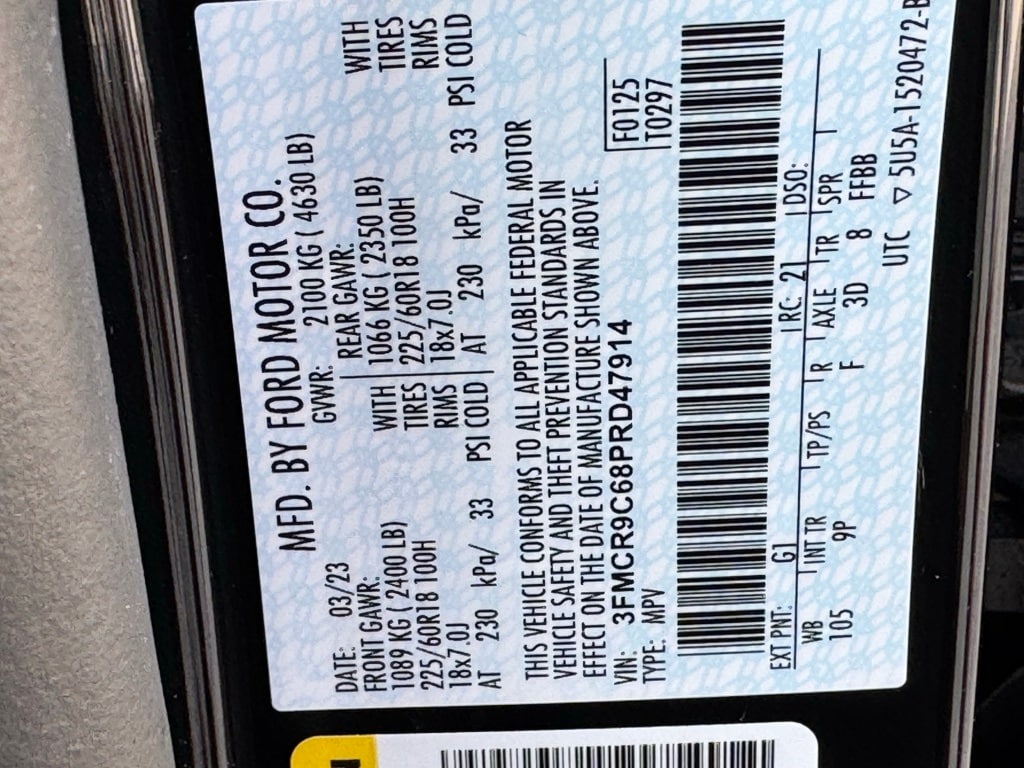 MFD. BY FORD MOTOR CO.
DATE: 03/23 GVWR: 2100 KG ( 4630 LB)
FRONT GAWR: REAR GAWR:
1089 KG ( 2400 LB) WITH 1066 KG ( 2350 LB) WITH
225/60R18 100H TIRES 225/60R18 100H TIRES
18x7.0J RIMS 18x7.0J RIMS
AT 230 kPa/ 33 PSI COLD AT 230 kPa/ 33 PSI COLD
THIS VEHICLE CONFORMS TO ALL APPLICABLE FEDERAL MOTOR
VEHICLE SAFETY AND THEFT PREVENTION STANDARDS IN
EFFECT ON THE DATE OF MANUFACTURE SHOWN ABOVE.
VIN: 3FMCR9C68PRD47914 F0125
TYPE: MPV T0297
EXT PNT: G1 RC: 21 DSO:
WB INT TR TP/PS R AXLE TR SPR
105 9P F 3D 8 FFBB
UTC ▽ 5U5A-1520472-B